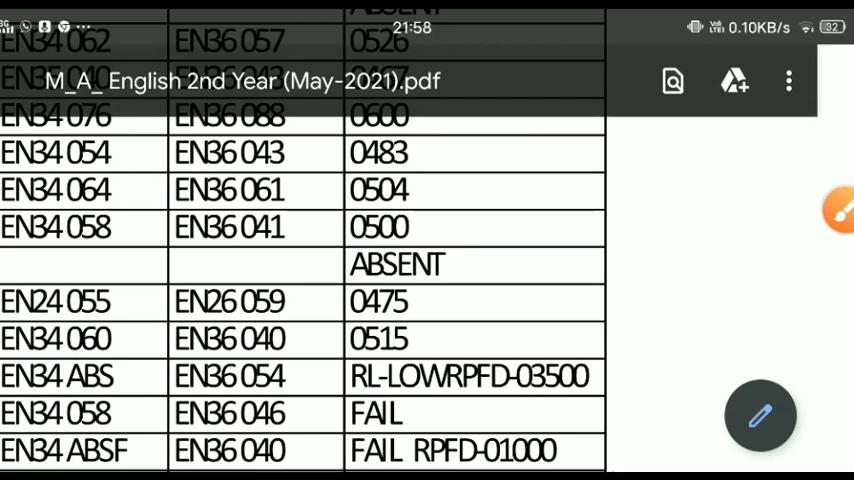 ABSENT
3G 21:58 0.10KB/s 32
EN34 062 EN36 057 0526
M_A_ English 2nd Year (May-2021).pdf
EN34 076 EN36 088 0600
EN34 054 EN36 043 0483
EN34 064 EN36 061 0504
EN34 058 EN36 041 0500
ABSENT
EN24 055 EN26 059 0475
EN34 060 EN36 040 0515
EN34 ABS EN36 054 RL-LOWRPFD-03500
EN34 058 EN36 046 FAIL
EN34 ABSF EN36 040 FAIL RPFD-01000